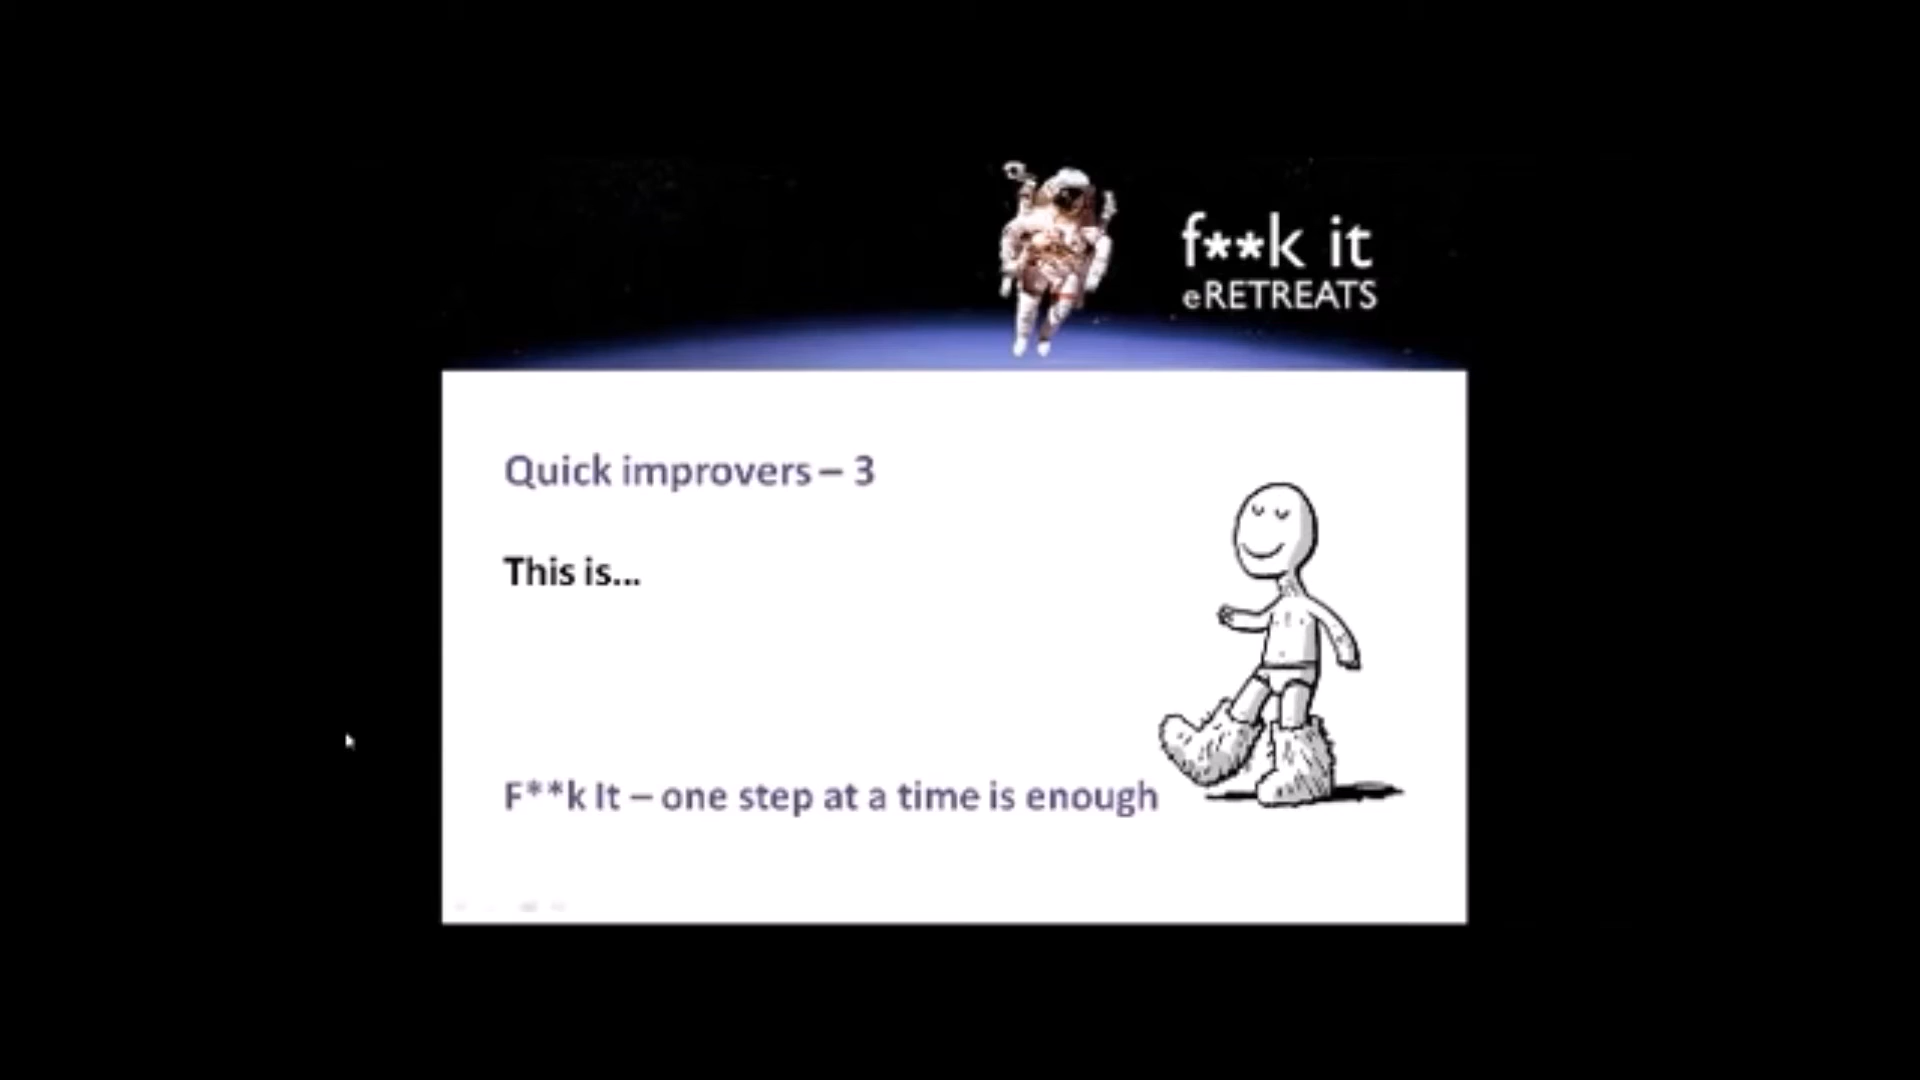 f**k it
eRETREATS
Quick improvers – 3
This is...
F**k It – one step at a time is enough